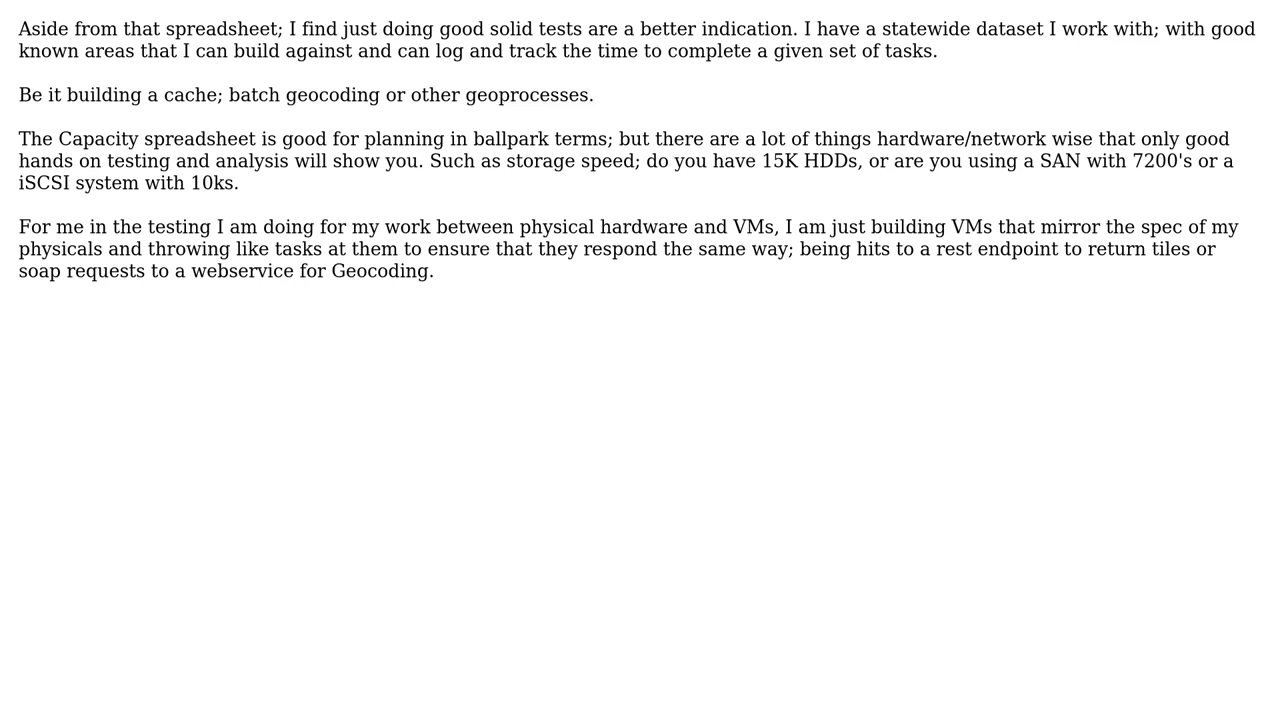 Aside from that spreadsheet; I find just doing good solid tests are a better indication. I have a statewide dataset I work with; with good
known areas that I can build against and can log and track the time to complete a given set of tasks.
Be it building a cache; batch geocoding or other geoprocesses.
The Capacity spreadsheet is good for planning in ballpark terms; but there are a lot of things hardware/network wise that only good
hands on testing and analysis will show you. Such as storage speed; do you have 15K HDDs, or are you using a SAN with 7200's or a
iSCSI system with 10ks.
For me in the testing I am doing for my work between physical hardware and VMs, I am just building VMs that mirror the spec of my
physicals and throwing like tasks at them to ensure that they respond the same way; being hits to a rest endpoint to return tiles or
soap requests to a webservice for Geocoding.